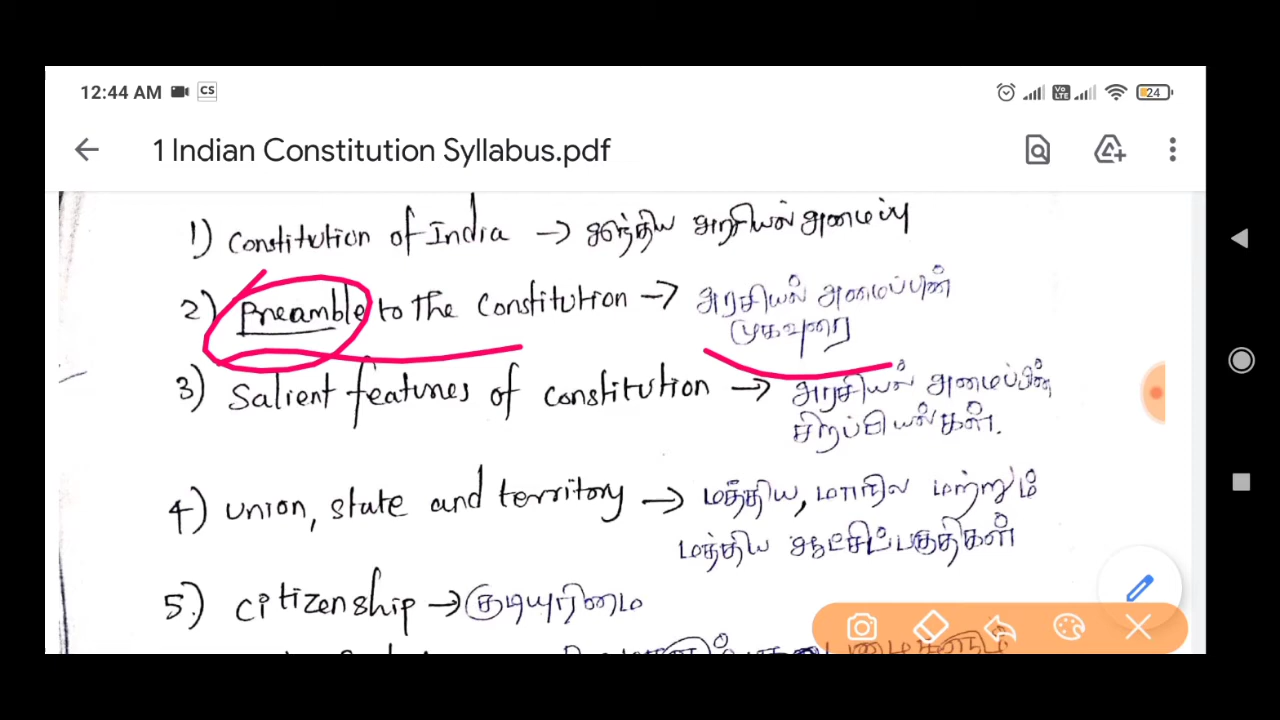 12:44 AM CS Vo LTE 24
1 Indian Constitution Syllabus.pdf
1) Constitution of India → இந்திய அரசியல் அமைப்பு
2) Preamble to the Constitution → அரசியல் அமைப்பின்
முகவுரை
3) Salient features of constitution → அரசியல் அமைப்பின்
சிறப்பியல்கள்.
4) union, state and territory → மத்திய, மாநில மற்றும்
மத்திய ஆட்சிப்பகுதிகள்
5) citizenship → குடியுரிமை